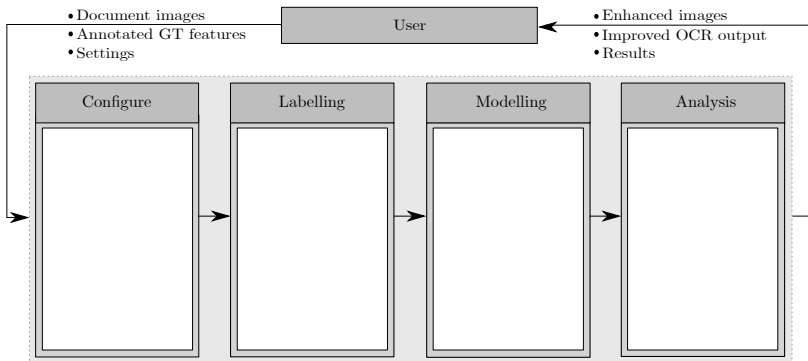 • Document images
• Annotated GT features
• Settings
User
• Enhanced images
• Improved OCR output
• Results
Configure
Labelling
Modelling
Analysis